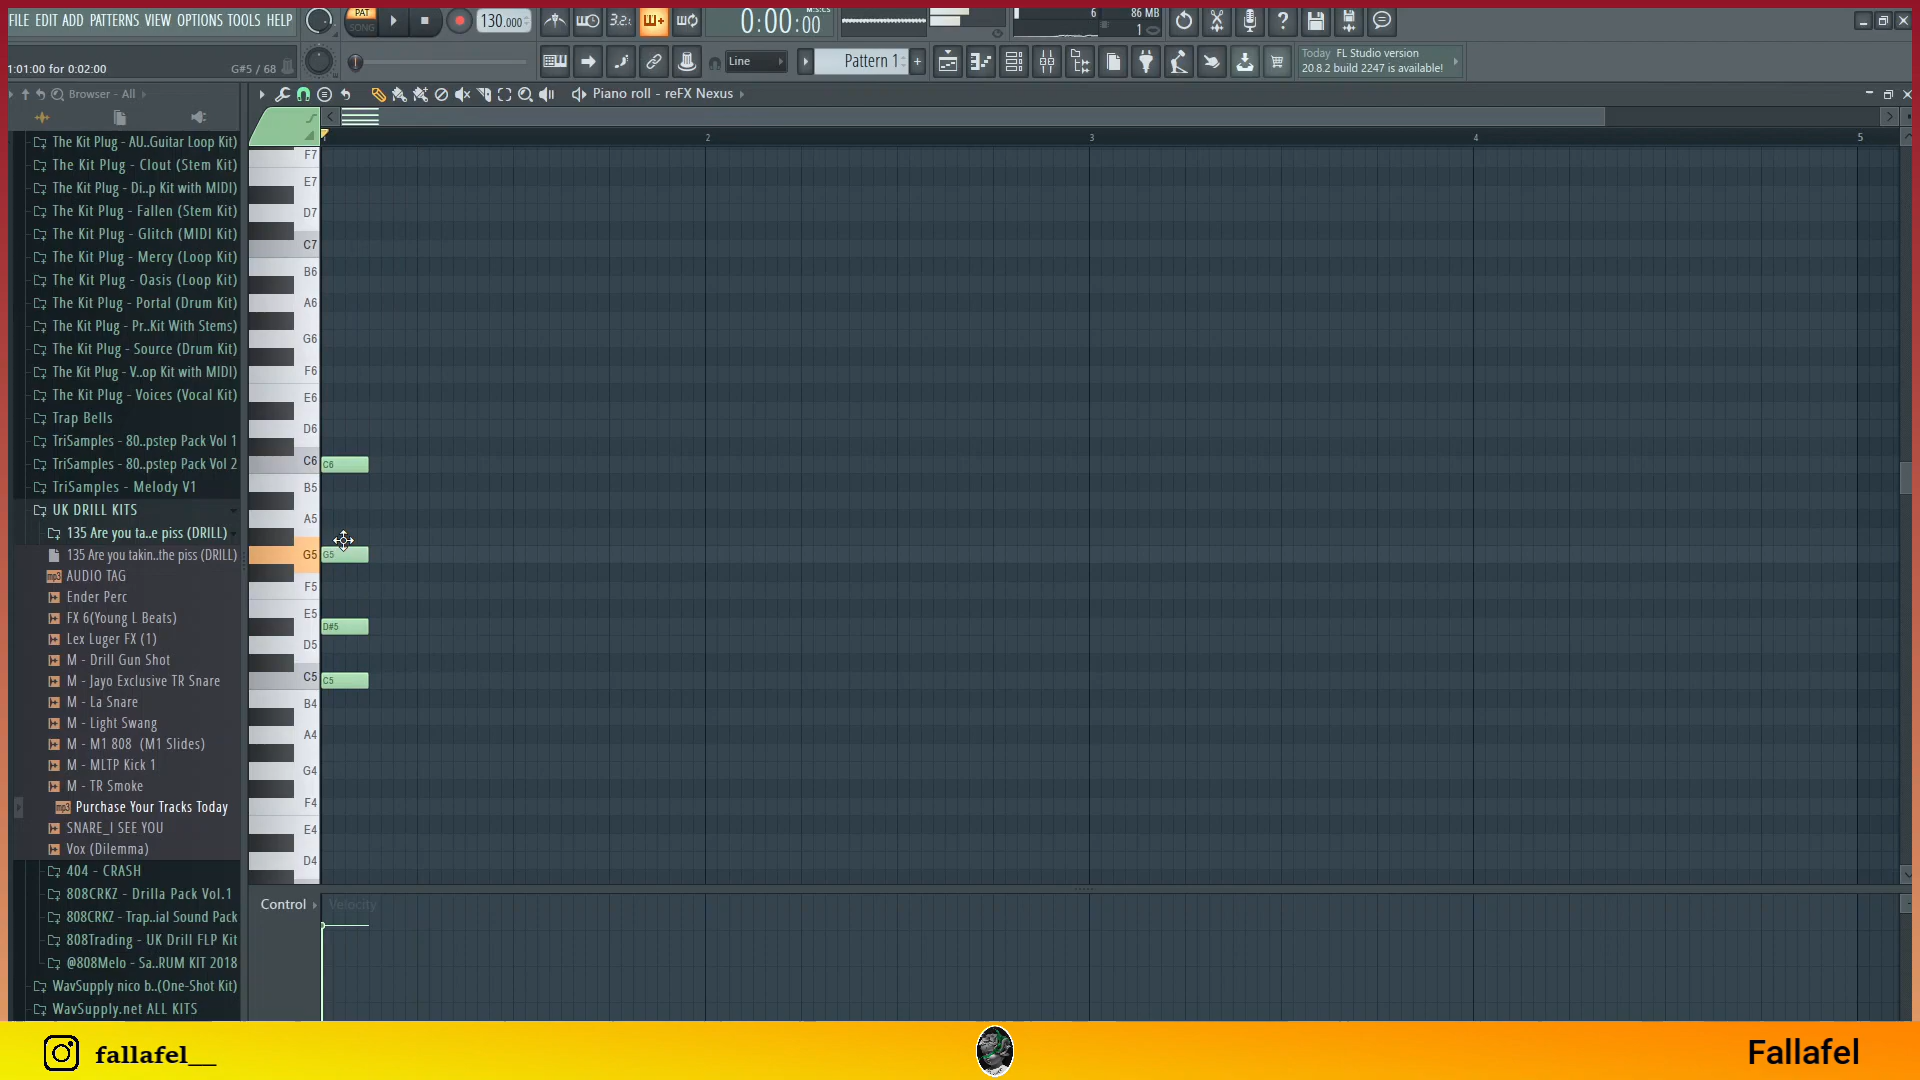 FILE EDIT ADD PATTERNS VIEW OPTIONS TOOLS HELP
PAT
SONG
130.000
3.2.
0:00:00
M:S:CS
6
86 MB
1
1:01:00 for 0:02:00
G#5 / 68
Line
Pattern 1
Today FL Studio version
20.8.2 build 2247 is available!
Browser - All
Piano roll - reFX Nexus
1
2
3
4
5
The Kit Plug - AU..Guitar Loop Kit)
The Kit Plug - Clout (Stem Kit)
The Kit Plug - Di..p Kit with MIDI)
The Kit Plug - Fallen (Stem Kit)
The Kit Plug - Glitch (MIDI Kit)
The Kit Plug - Mercy (Loop Kit)
The Kit Plug - Oasis (Loop Kit)
The Kit Plug - Portal (Drum Kit)
The Kit Plug - Pr..Kit With Stems)
The Kit Plug - Source (Drum Kit)
The Kit Plug - V..op Kit with MIDI)
The Kit Plug - Voices (Vocal Kit)
Trap Bells
TriSamples - 80..pstep Pack Vol 1
TriSamples - 80..pstep Pack Vol 2
TriSamples - Melody V1
UK DRILL KITS
135 Are you ta..e piss (DRILL)
135 Are you takin..the piss (DRILL)
AUDIO TAG
Ender Perc
FX 6(Young L Beats)
Lex Luger FX (1)
M - Drill Gun Shot
M - Jayo Exclusive TR Snare
M - La Snare
M - Light Swang
M - M1 808 (M1 Slides)
M - MLTP Kick 1
M - TR Smoke
mp3 Purchase Your Tracks Today
SNARE_I SEE YOU
Vox (Dilemma)
404 - CRASH
808CRKZ - Drilla Pack Vol.1
808CRKZ - Trap..ial Sound Pack
808Trading - UK Drill FLP Kit
@808Melo - Sa..RUM KIT 2018
WavSupply nico b..(One-Shot Kit)
WavSupply.net ALL KITS
F7
E7
D7
C7
B6
A6
G6
F6
E6
D6
C6 C6
B5
A5
G5 G5
F5
E5
D#5
D5
C5 C5
B4
A4
G4
F4
E4
D4
Control
Velocity
fallafel__
Fallafel